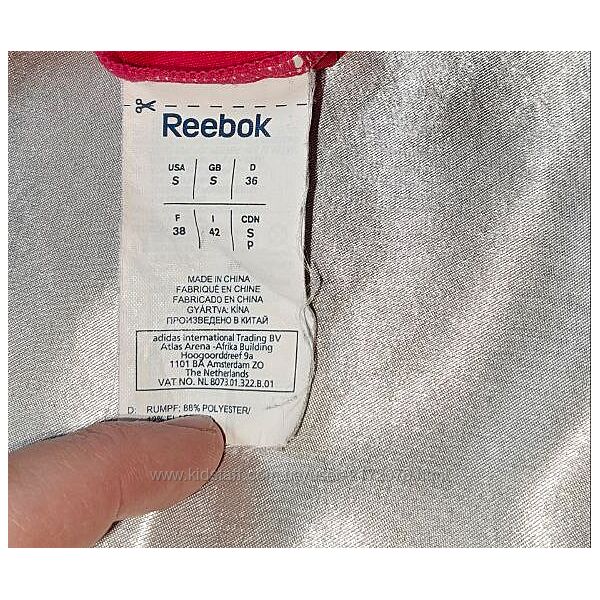 Reebok
USA GB D
S S 36
F I CDN
38 42 S P
MADE IN CHINA
FABRIQUÉ EN CHINE
FABRICADO EN CHINA
GYÁRTVA: KÍNA
ПРОИЗВЕДЕНО В КИТАЙ
adidas international Trading BV
Atlas Arena -Afrika Building
Hoogoorddreef 9a
1101 BA Amsterdam ZO
The Netherlands
VAT NO. NL 8073.01.322.B.01
D: RUMPF: 88% POLYESTER/